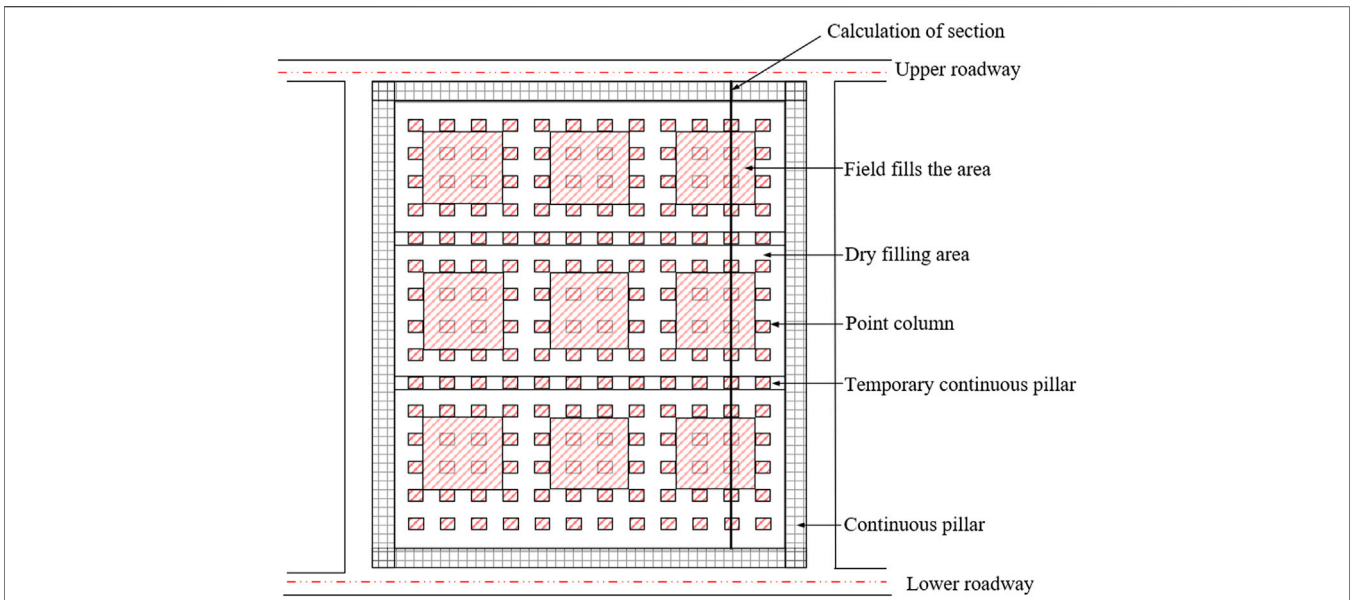 Calculation of section
Upper roadway
Field fills the area
Dry filling area
Point column
Temporary continuous pillar
Continuous pillar
Lower roadway